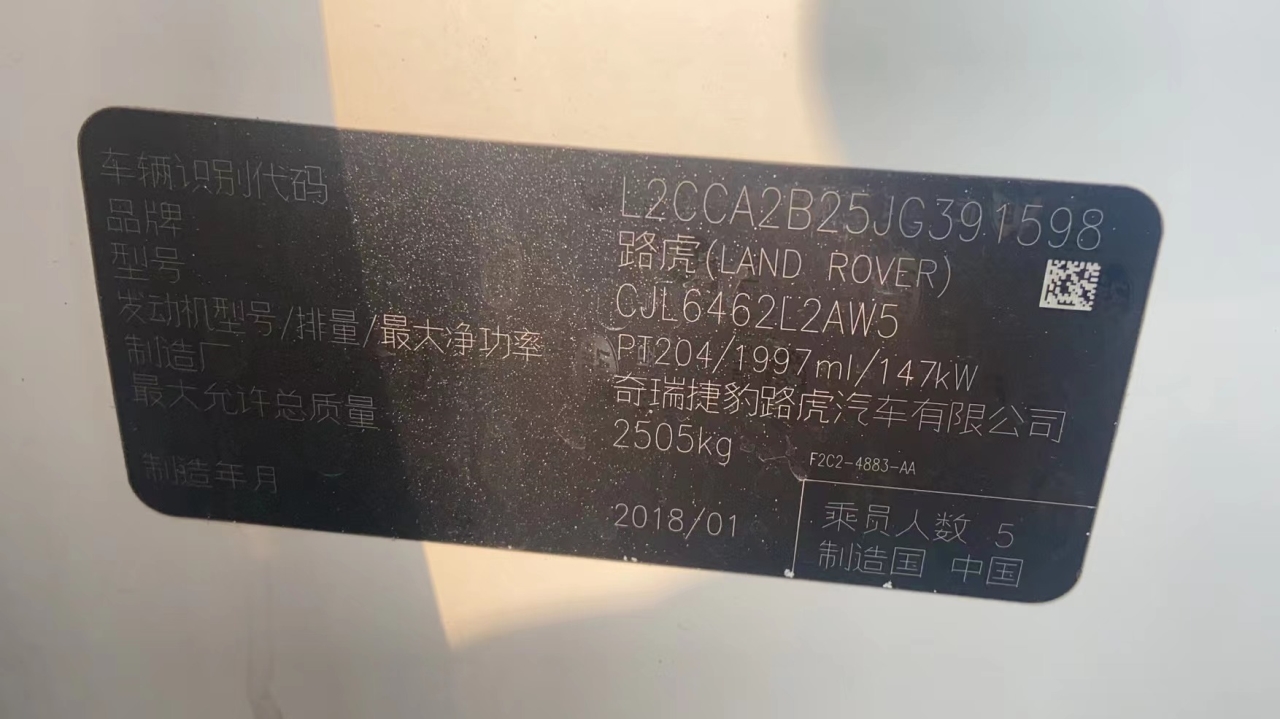 车辆识别代码 L2CCA2B25JG391598
品牌 路虎(LAND ROVER)
型号 CJL6462L2AW5
发动机型号/排量/最大净功率 PT204/1997ml/147kW
制造厂 奇瑞捷豹路虎汽车有限公司
最大允许总质量 2505kg
F2C2-4883-AA
制造年月 2018/01
乘员人数 5
制造国 中国